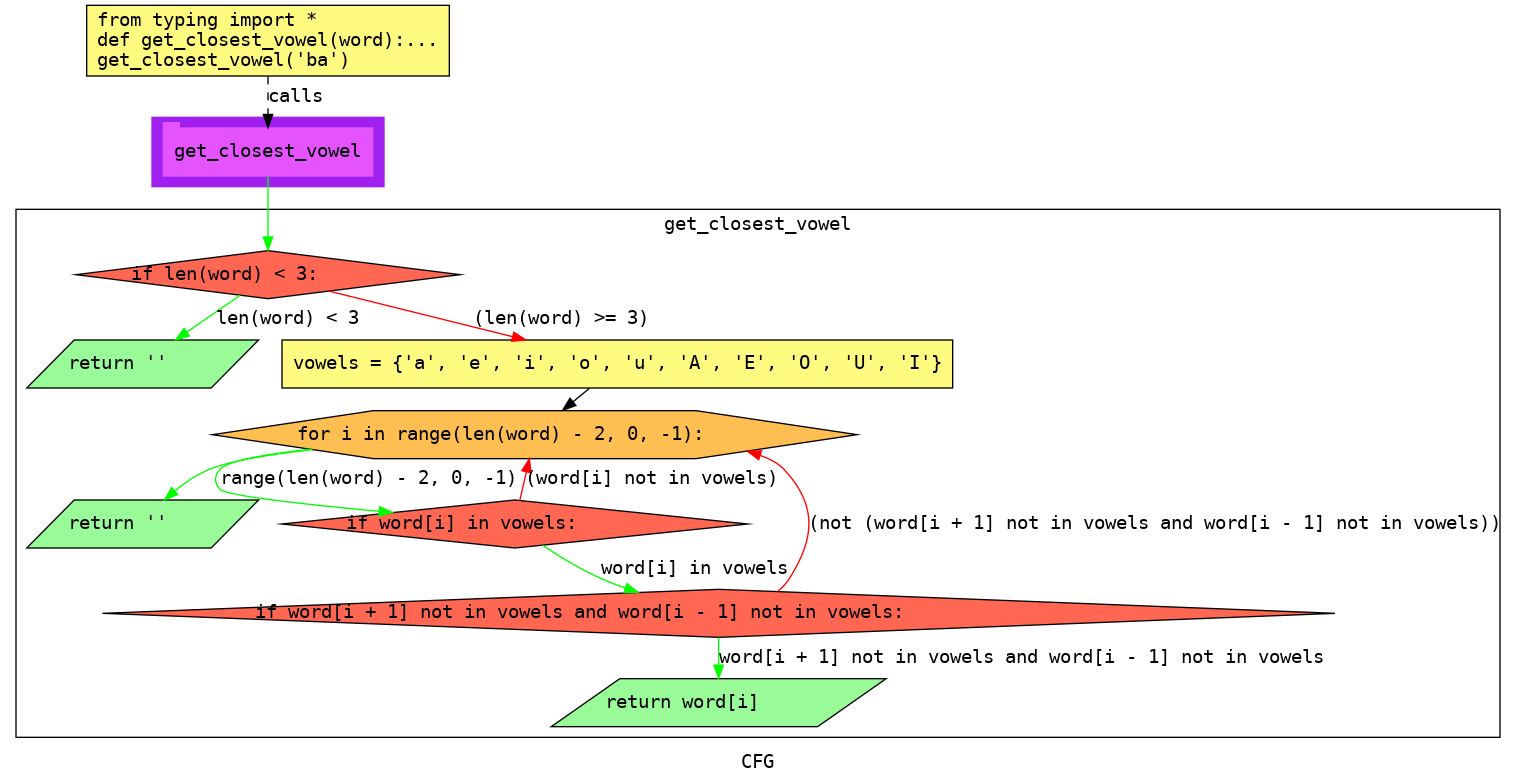 from typing import *
def get_closest_vowel(word):...
get_closest_vowel('ba')
calls
get_closest_vowel
get_closest_vowel
if len(word) < 3:
len(word) < 3
(len(word) >= 3)
return ''
vowels = {'a', 'e', 'i', 'o', 'u', 'A', 'E', 'O', 'U', 'I'}
for i in range(len(word) - 2, 0, -1):
range(len(word) - 2, 0, -1)
(word[i] not in vowels)
return ''
if word[i] in vowels:
(not (word[i + 1] not in vowels and word[i - 1] not in vowels))
word[i] in vowels
if word[i + 1] not in vowels and word[i - 1] not in vowels:
word[i + 1] not in vowels and word[i - 1] not in vowels
return word[i]
CFG